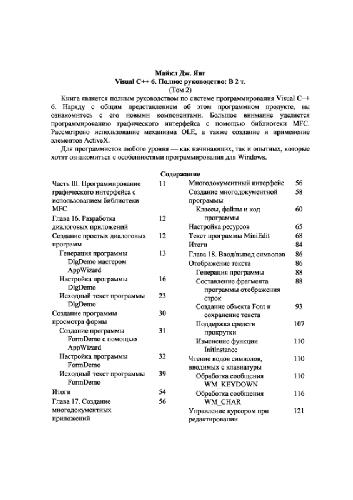 Майкл Дж. Янг
Visual C++ 6. Полное руководство: В 2 т.
(Том 2)
Книга является полным руководством по системе программирования Visual C++
6. Наряду с общим представлением об этом программном продукте, вы
ознакомитесь с его новыми компонентами. Большое внимание уделяется
программированию графического интерфейса с помощью библиотеки MFC.
Рассмотрено использование механизма OLE, а также создание и применение
элементов ActiveX.
Для программистов любого уровня — как начинающих, так и опытных, которые
хотят ознакомиться с особенностями программирования для Windows.
Содержание
Часть III. Программирование 11
графического интерфейса с
использованием библиотеки
MFC
Глава 16. Разработка 12
диалоговых приложений
Создание простых диалоговых 12
программ
Генерация программы 13
DlgDemo мастером
AppWizard
Настройка программы 16
DlgDemo
Исходный текст программы 23
DlgDemo
Создание программы 30
просмотра формы
Создание программы 31
FormDemo с помощью
AppWizard
Настройка программы 32
FormDemo
Исходный текст программы 39
FormDemo
Итоги 54
Глава 17. Создание 56
многодокументных
приложений
Многодокументный интерфейс 56
Создание многодокументной 58
программы
Классы, файлы и код 60
программы
Настройка ресурсов 65
Текст программы MiniEdit 68
Итоги 84
Глава 18. Ввод/вывод символов 86
Отображение текста 86
Генерация программы 88
Составление фрагмента 88
программы отображения
строк
Создание объекта Font и 93
сохранение текста
Поддержка средств 107
прокрутки
Изменение функции 110
InitInstance
Чтение кодов символов, 110
вводимых с клавиатуры
Обработка сообщения 110
WM_KEYDOWN
Обработка сообщения 116
WM_CHAR
Управление курсором при 121
редактировании